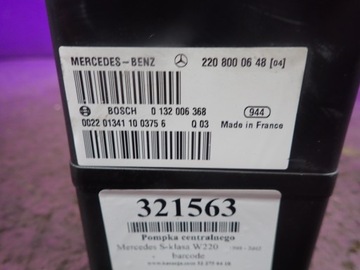 MERCEDES-BENZ 220 800 06 48 [04]
BOSCH 0 132 006 368 944
0022 01341 10 0375 6 Q 03 Made in France
321563
Pompka centralnego
Mercedes S-klasa W220
barcode